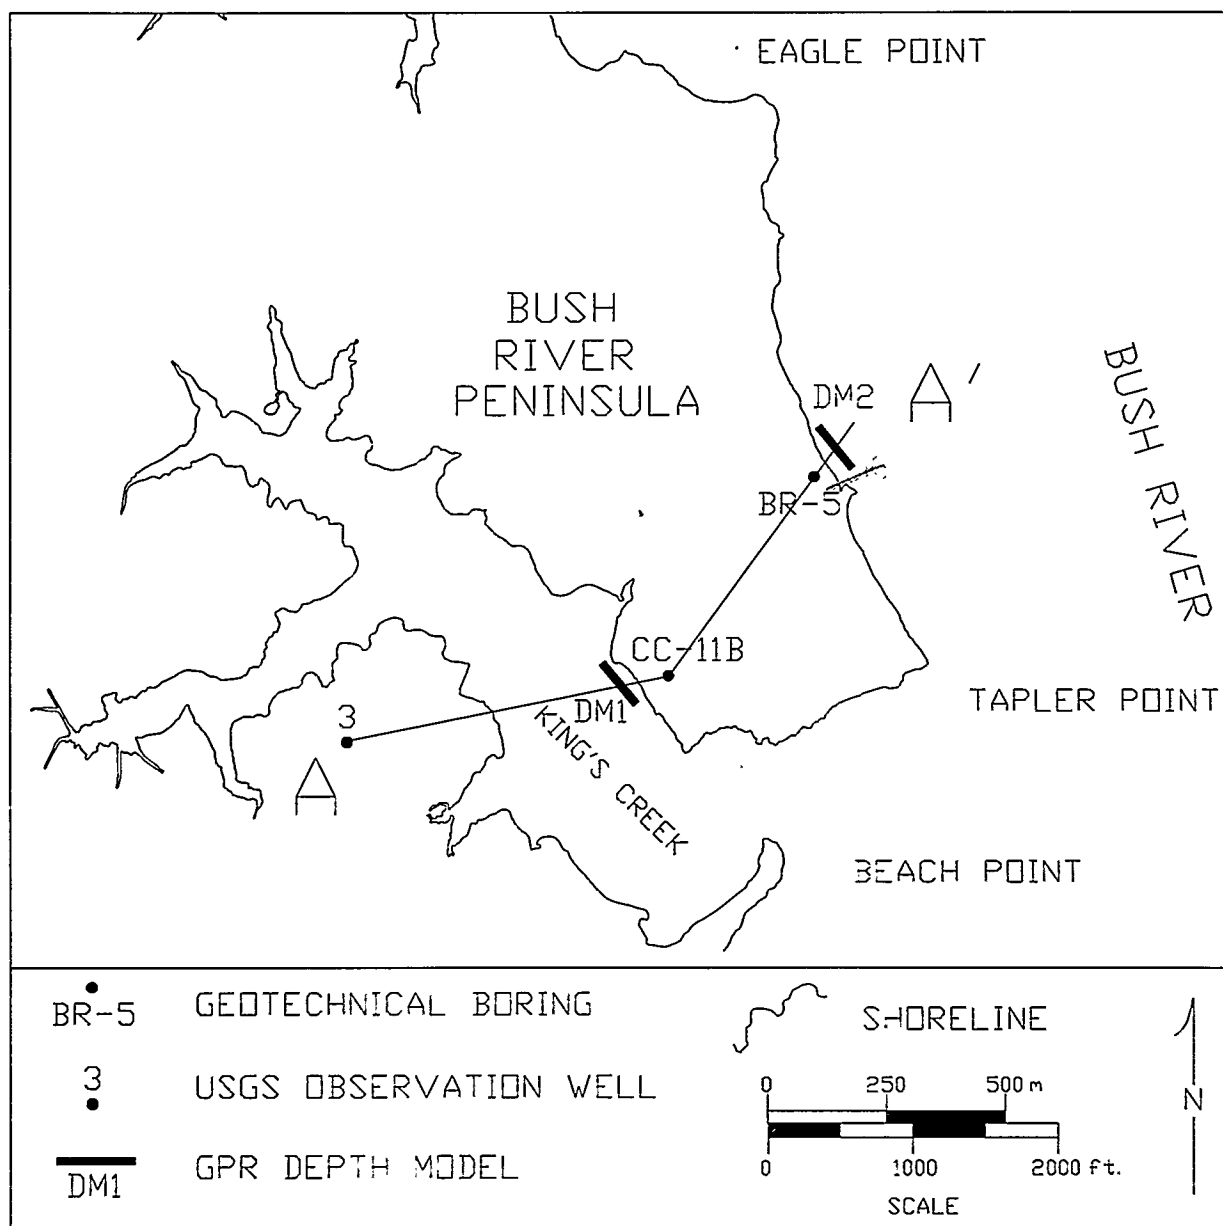 EAGLE POINT
BUSH
RIVER
PENINSULA
BUSH RIVER
DM2
A'
BR-5
CC-11B
DM1
3
A
KING'S CREEK
TAPLER POINT
BEACH POINT
BR-5
GEOTECHNICAL BORING
3
USGS OBSERVATION WELL
DM1
GPR DEPTH MODEL
SHORELINE
0 250 500 m
0 1000 2000 ft.
SCALE
N